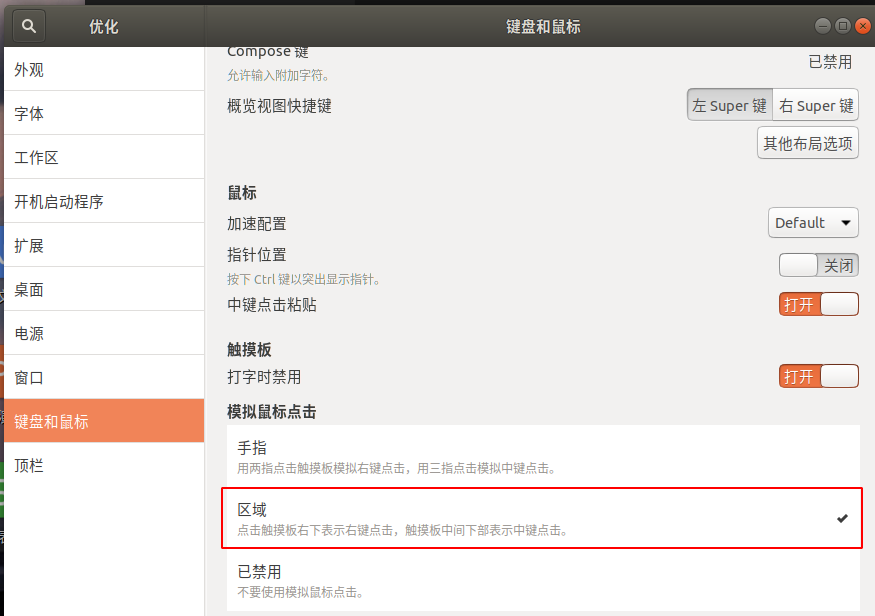 优化
键盘和鼠标
外观
字体
工作区
开机启动程序
扩展
桌面
电源
窗口
键盘和鼠标
顶栏
Compose 键
允许输入附加字符。
已禁用
概览视图快捷键
左 Super 键 右 Super 键
其他布局选项
鼠标
加速配置
Default
指针位置
按下 Ctrl 键以突出显示指针。
关闭
中键点击粘贴
打开
触摸板
打字时禁用
打开
模拟鼠标点击
手指
用两指点击触摸板模拟右键点击，用三指点击模拟中键点击。
区域
点击触摸板右下表示右键点击，触摸板中间下部表示中键点击。
已禁用
不要使用模拟鼠标点击。